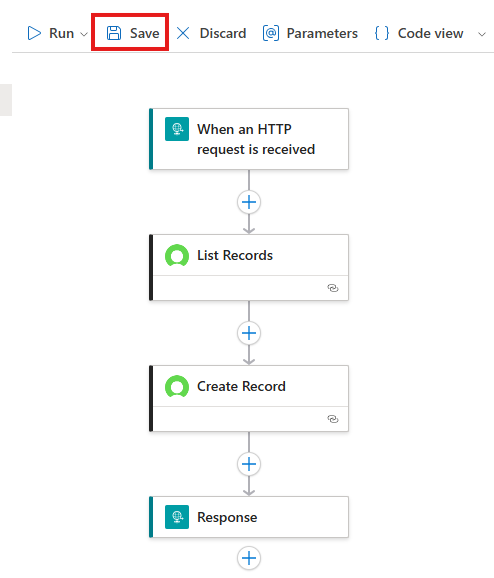 Run Save Discard Parameters Code view
When an HTTP
request is received
List Records
Create Record
Response